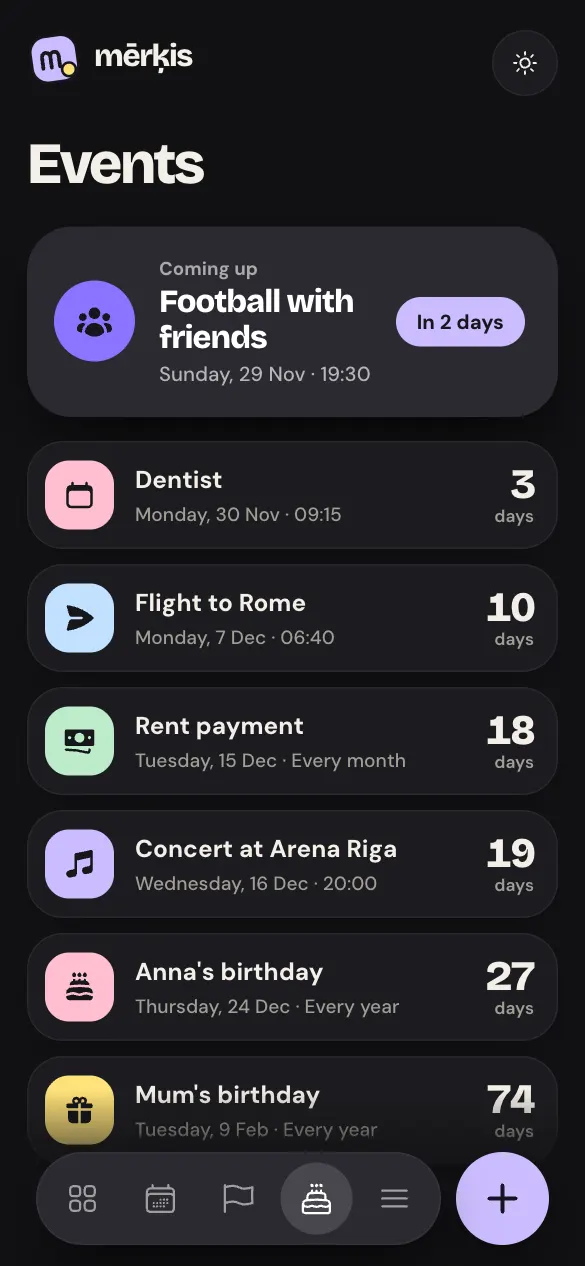 m
mērķis
Events
Coming up
Football with
friends
Sunday, 29 Nov · 19:30
In 2 days
Dentist
Monday, 30 Nov · 09:15
3
days
Flight to Rome
Monday, 7 Dec · 06:40
10
days
Rent payment
Tuesday, 15 Dec · Every month
18
days
Concert at Arena Riga
Wednesday, 16 Dec · 20:00
19
days
Anna's birthday
Thursday, 24 Dec · Every year
27
days
Mum's birthday
Tuesday, 9 Feb · Every year
74
days